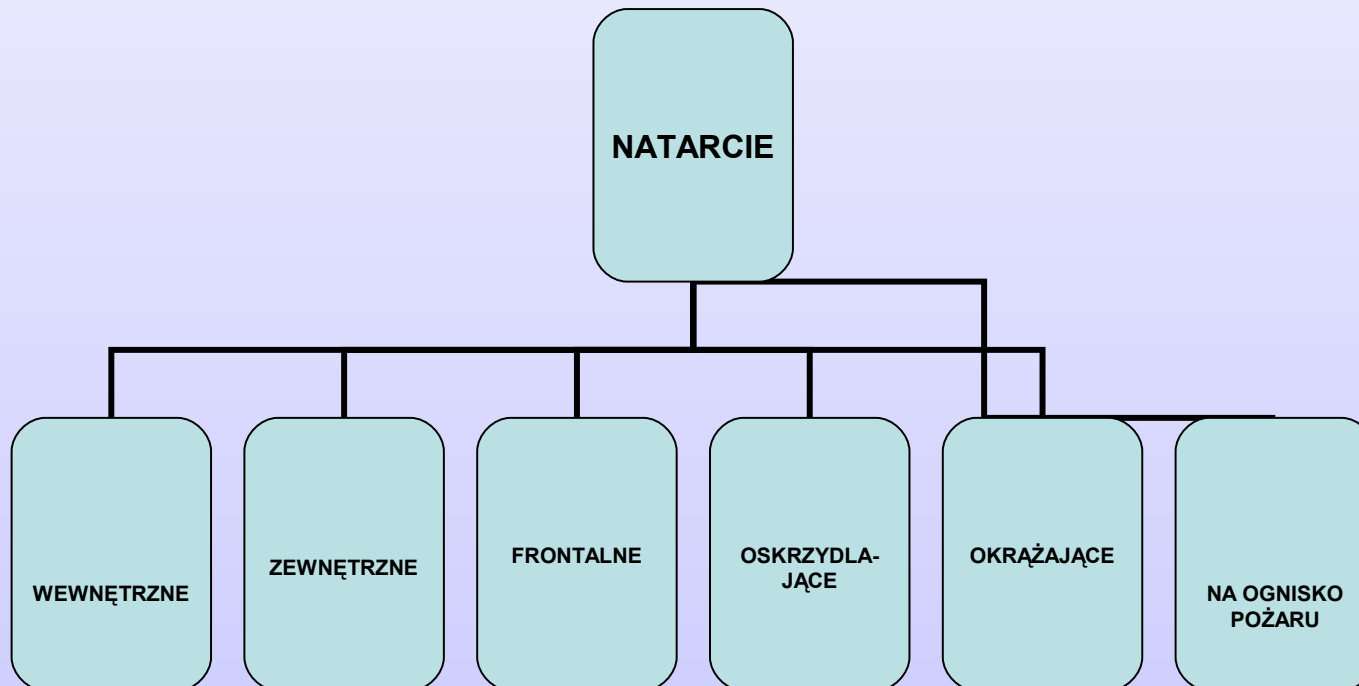 NATARCIE
WEWNĘTRZNE
ZEWNĘTRZNE
FRONTALNE
OSKRZYDLA-
JĄCE
OKRĄŻAJĄCE
NA OGNISKO
POŻARU